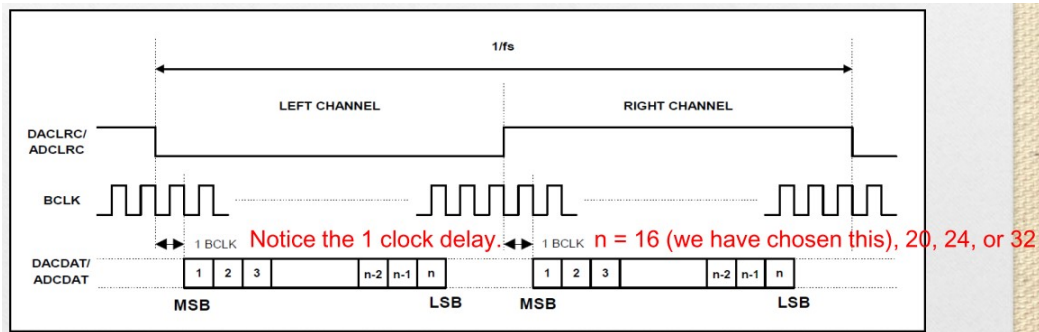 1/fs
LEFT CHANNEL RIGHT CHANNEL
DACLRC/
ADCLRC
BCLK
1 BCLK Notice the 1 clock delay. 1 BCLK n = 16 (we have chosen this), 20, 24, or 32
DACDAT/
ADCDAT
1 2 3 n-2 n-1 n 1 2 3 n-2 n-1 n
MSB LSB MSB LSB